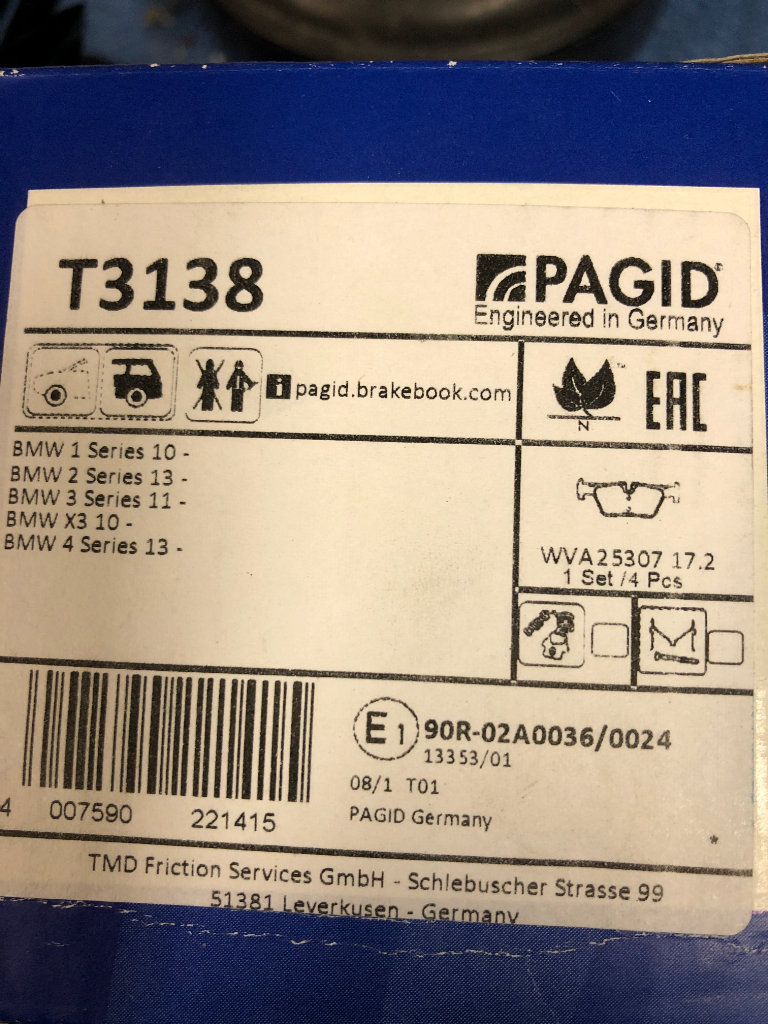 T3138
PAGID
Engineered in Germany
i pagid.brakebook.com
N
™
EAC
BMW 1 Series 10 -
BMW 2 Series 13 -
BMW 3 Series 11 -
BMW X3 10 -
BMW 4 Series 13 -
WVA25307 17.2
1 Set /4 Pcs
E1 90R-02A0036/0024
13353/01
08/1 T01
PAGID Germany
4 007590 221415
*
TMD Friction Services GmbH - Schlebuscher Strasse 99
51381 Leverkusen - Germany